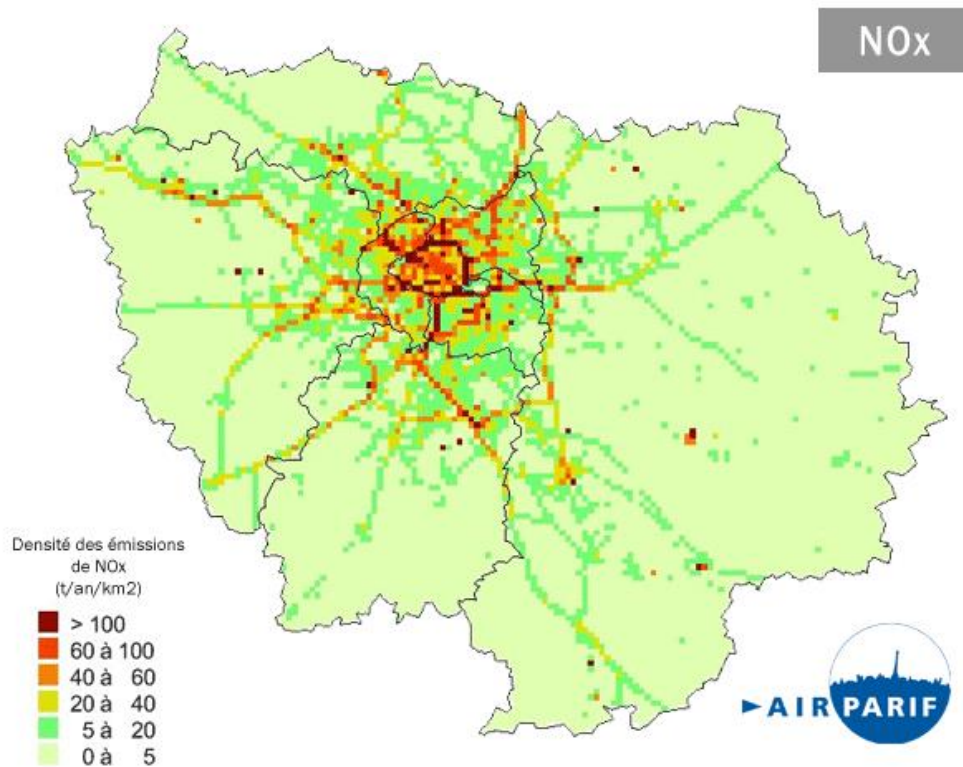 NOx
Densité des émissions
de NOx
(t/an/km2)
> 100
60 à 100
40 à 60
20 à 40
5 à 20
0 à 5
AIRPARIF